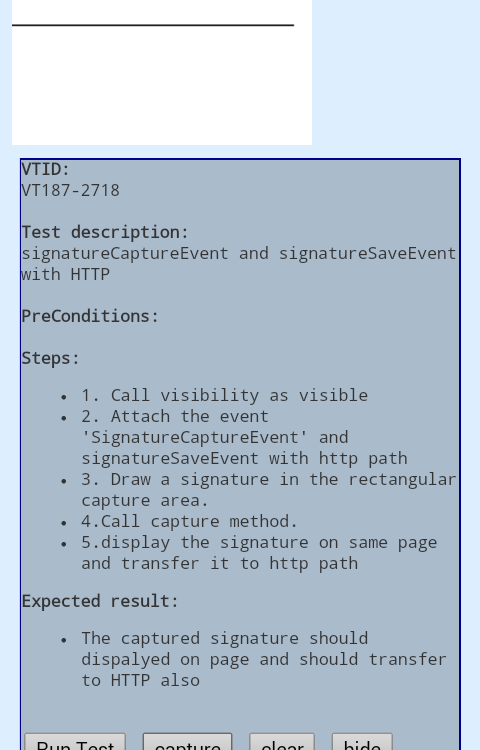 VTID:
VT187-2718
Test description:
signatureCaptureEvent and signatureSaveEvent
with HTTP
PreConditions:
Steps:
• 1. Call visibility as visible
• 2. Attach the event
'SignatureCaptureEvent' and
signatureSaveEvent with http path
• 3. Draw a signature in the rectangular
capture area.
• 4.Call capture method.
• 5.display the signature on same page
and transfer it to http path
Expected result:
• The captured signature should
dispalyed on page and should transfer
to HTTP also
Run Test capture clear hide